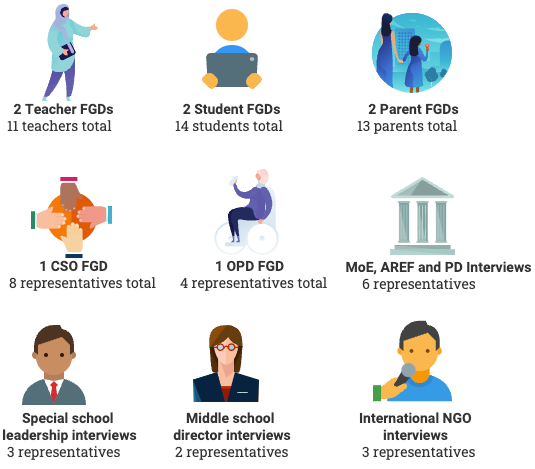 2 Teacher FGDs
11 teachers total
2 Student FGDs
14 students total
2 Parent FGDs
13 parents total
1 CSO FGD
8 representatives total
1 OPD FGD
4 representatives total
MoE, AREF and PD Interviews
6 representatives
Special school
leadership interviews
3 representatives
Middle school
director interviews
2 representatives
International NGO
interviews
3 representatives